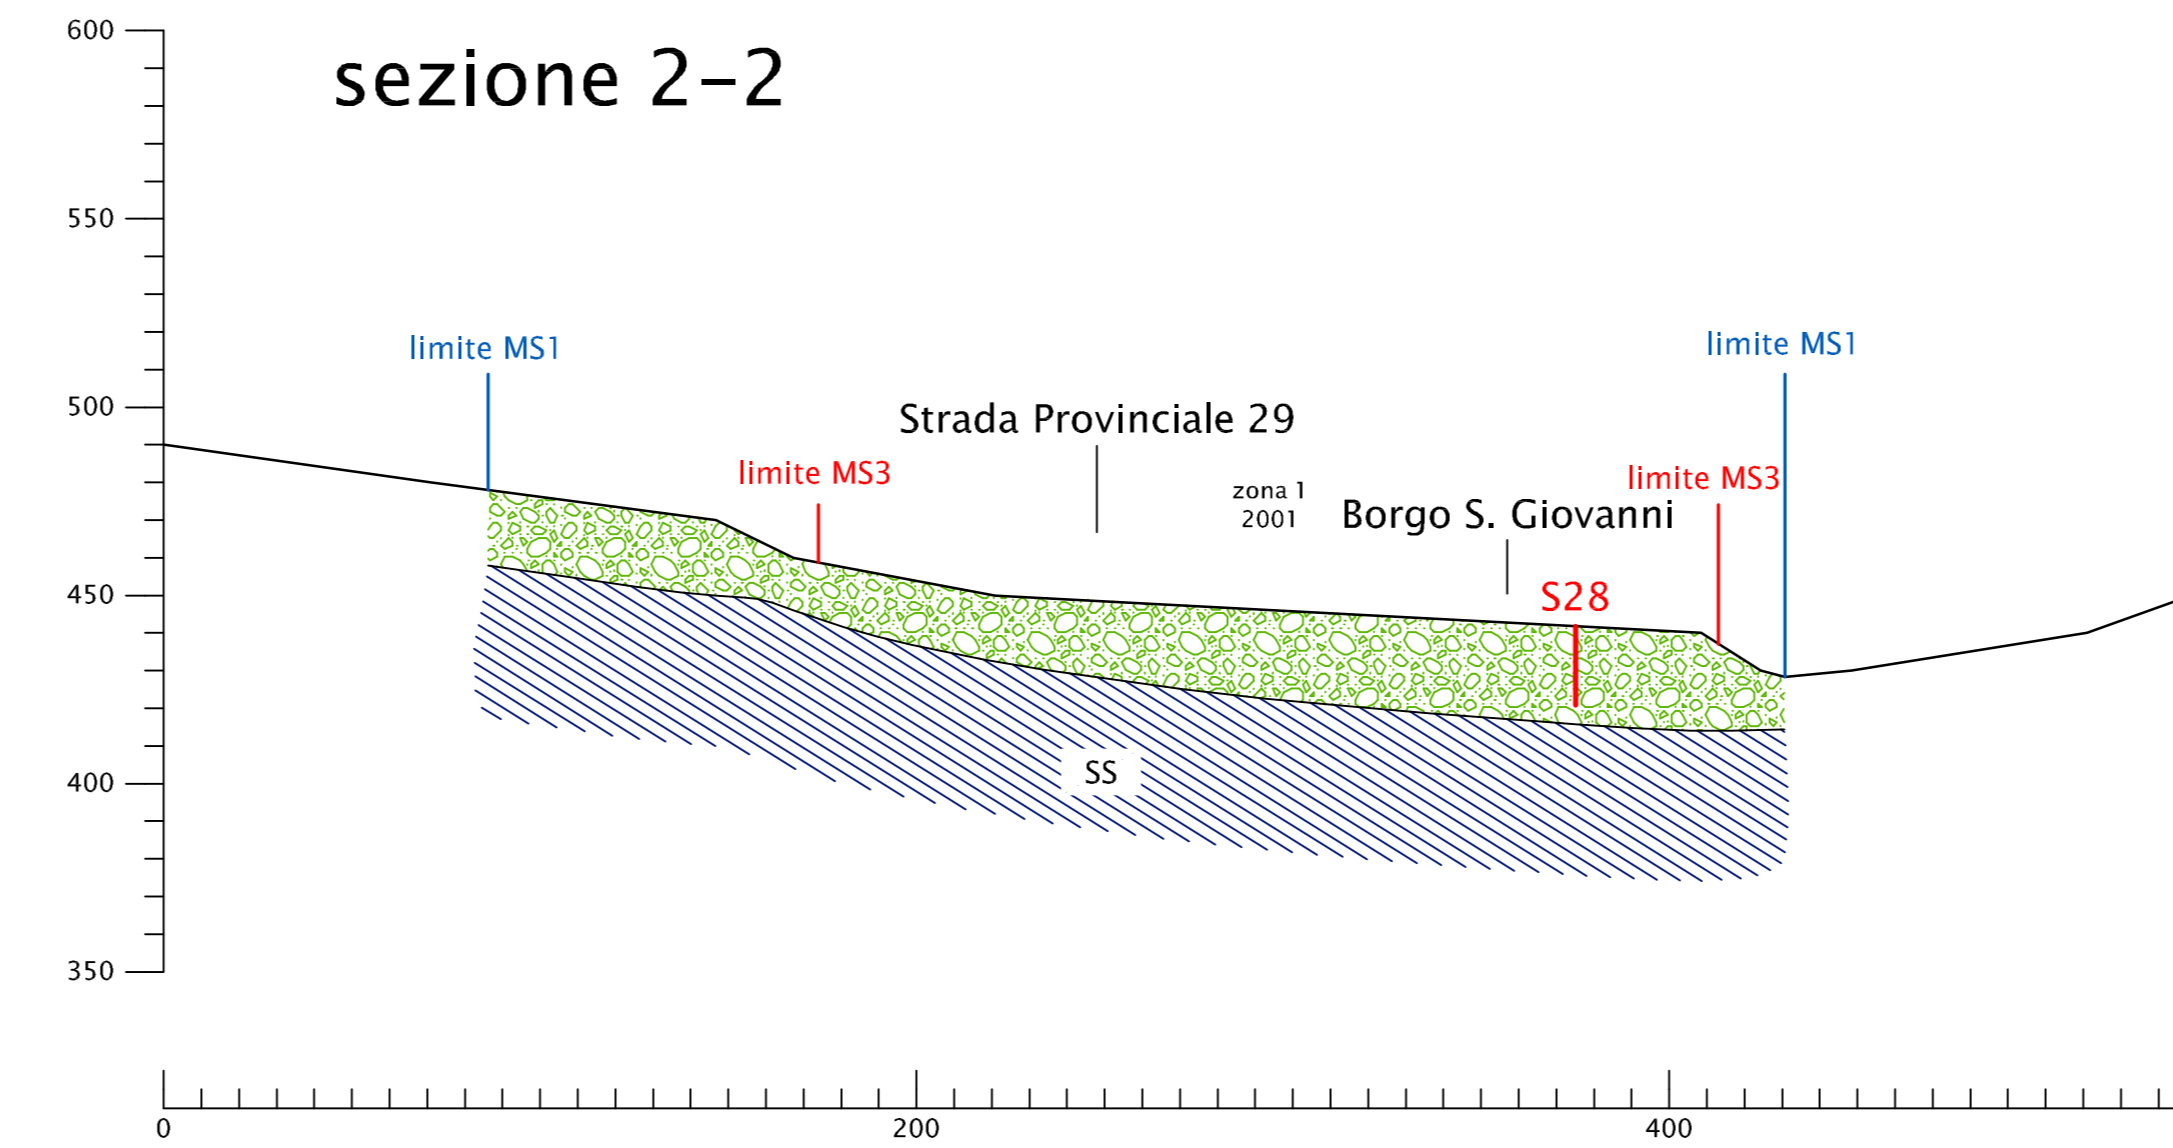 600
sezione 2-2
550
limite MS1
limite MS1
500
Strada Provinciale 29
limite MS3
limite MS3
zona 1
2001
Borgo S. Giovanni
450
S28
400
SS
350
0
200
400